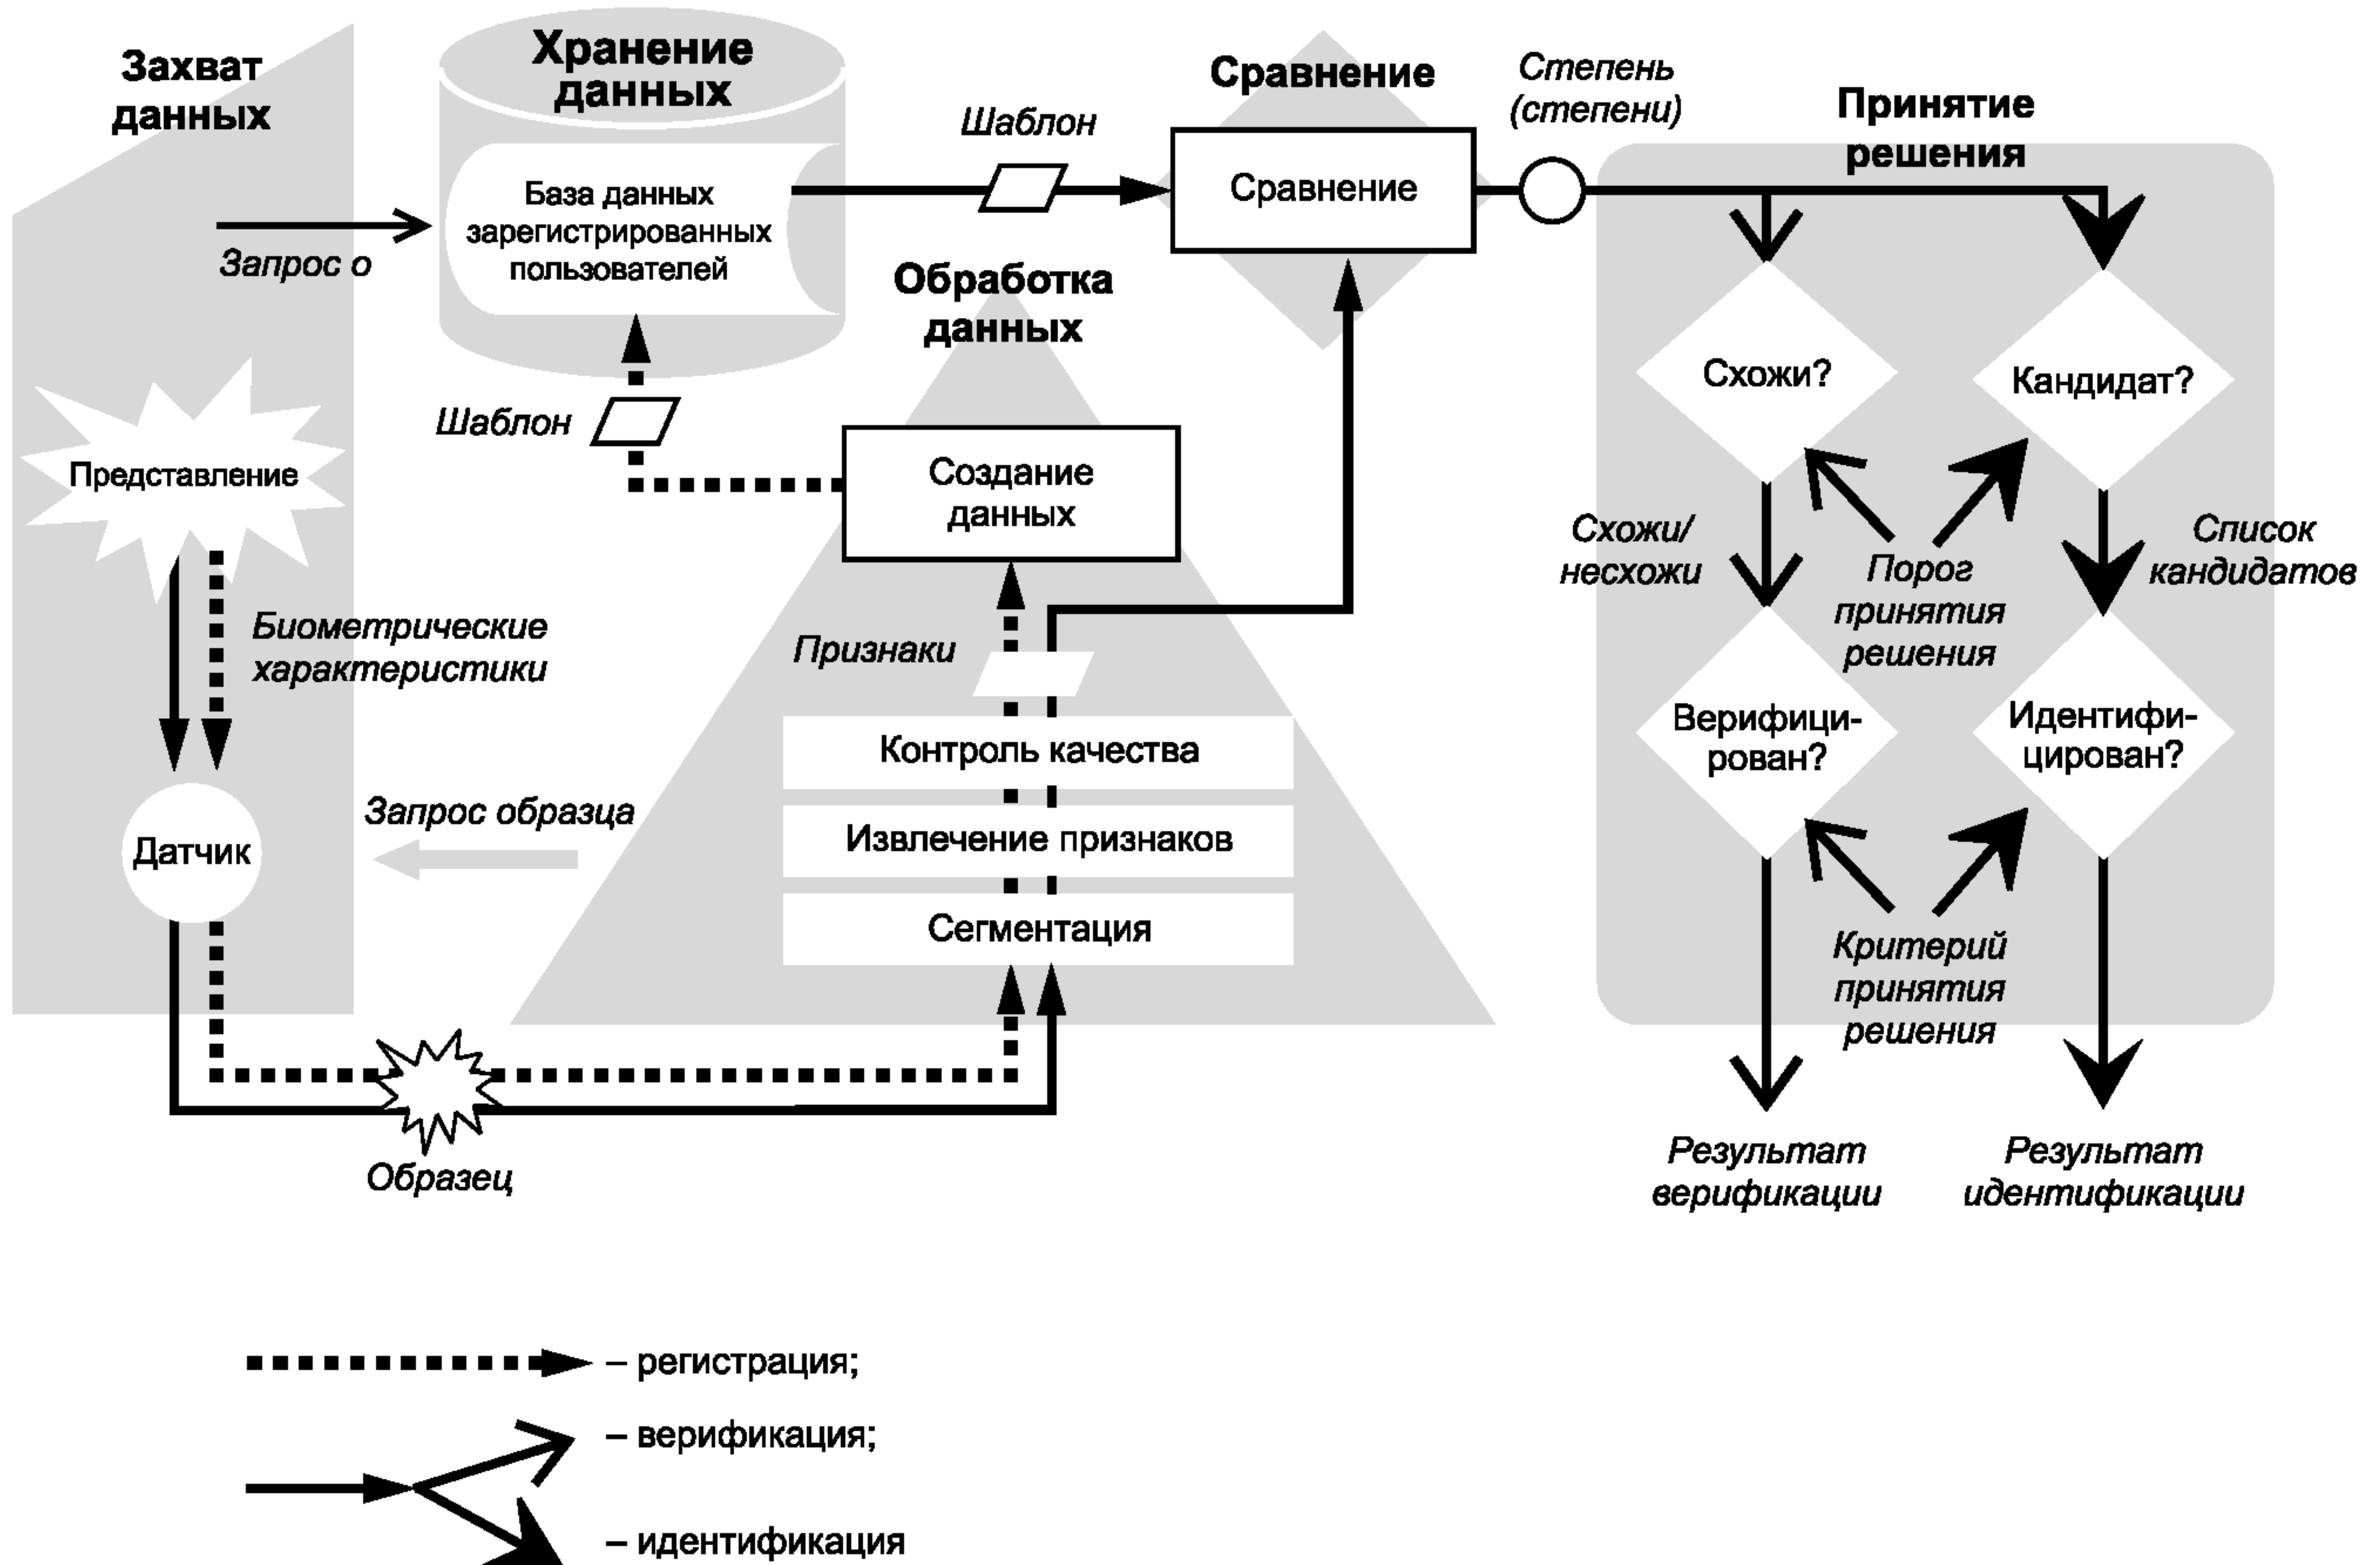 Захват
данных
Хранение
данных
Сравнение
Степень
(степени)
Принятие
решения
Шаблон
База данных
зарегистрированных
пользователей
Сравнение
Запрос о
Обработка
данных
Схожи?
Кандидат?
Шаблон
Представление
Создание
данных
Схожи/
несхожи
Порог
принятия
решения
Список
кандидатов
Биометрические
характеристики
Признаки
Верифици-
рован?
Идентифи-
цирован?
Контроль качества
Запрос образца
Извлечение признаков
Датчик
Сегментация
Критерий
принятия
решения
Образец
Результат
верификации
Результат
идентификации
– регистрация;
– верификация;
– идентификация